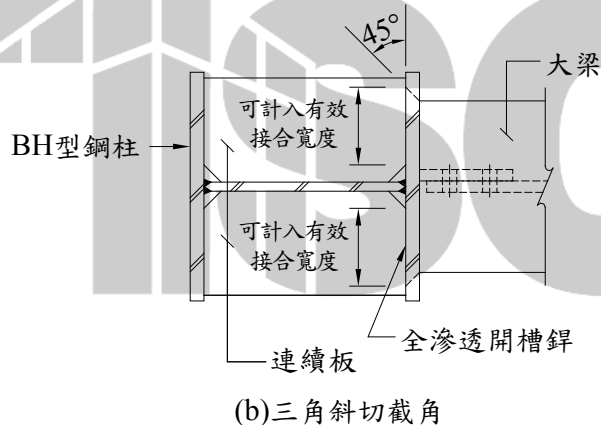 45°
大梁
可計入有效
接合寬度
BH型鋼柱
可計入有效
接合寬度
全滲透開槽銲
連續板
(b)三角斜切截角